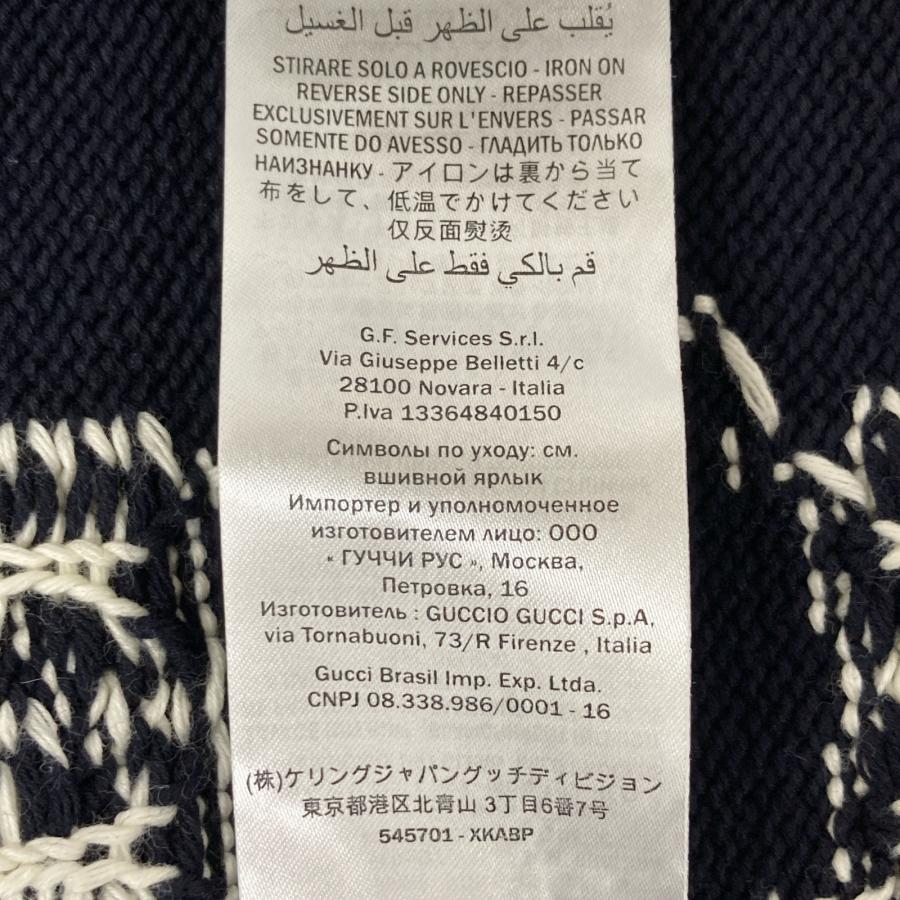 يُقلب على الظهر قبل الغسيل
STIRARE SOLO A ROVESCIO - IRON ON
REVERSE SIDE ONLY - REPASSER
EXCLUSIVEMENT SUR L'ENVERS - PASSAR
SOMENTE DO AVESSO - ГЛАДИТЬ ТОЛЬКО
НАИЗНАНКУ - アイロンは裏から当て
布をして、低温でかけてください
仅反面熨烫
قم بالكي فقط على الظهر
G.F. Services S.r.l.
Via Giuseppe Belletti 4/c
28100 Novara - Italia
P.Iva 13364840150
Символы по уходу: см.
вшивной ярлык
Импортер и уполномоченное
изготовителем лицо: ООО
« ГУЧЧИ РУС », Москва,
Петровка, 16
Изготовитель : GUCCIO GUCCI S.p.A,
via Tornabuoni, 73/R Firenze , Italia
Gucci Brasil Imp. Exp. Ltda.
CNPJ 08.338.986/0001 - 16
(株)ケリングジャパングッチディビジョン
東京都港区北青山 3丁目6番7号
545701 - XKABP